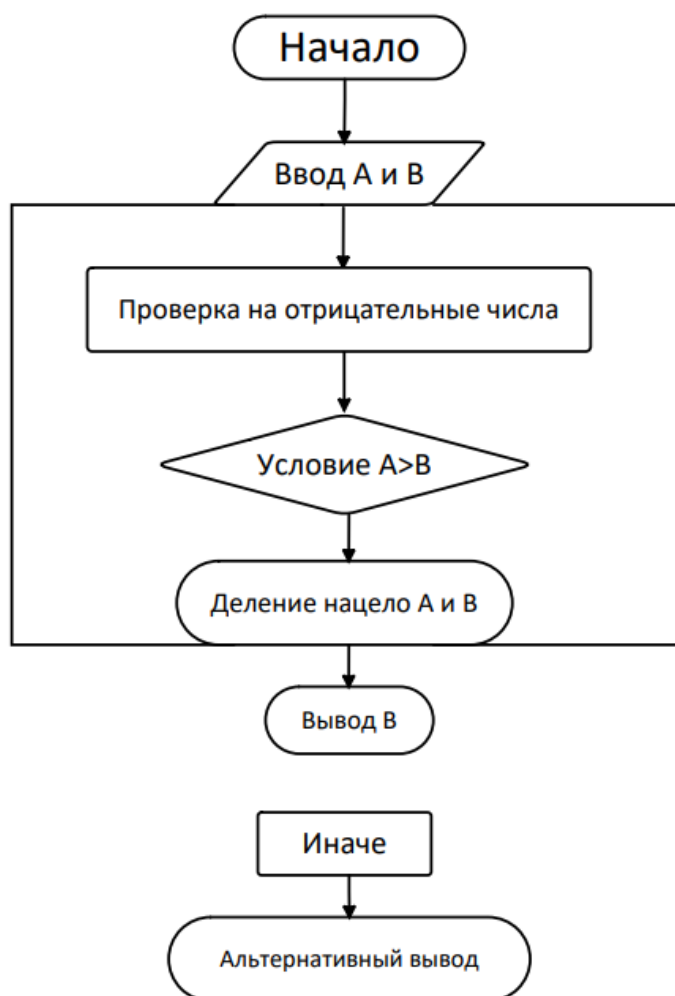 Начало
Ввод А и В
Проверка на отрицательные числа
Условие A>B
Деление нацело А и В
Вывод В
Иначе
Альтернативный вывод